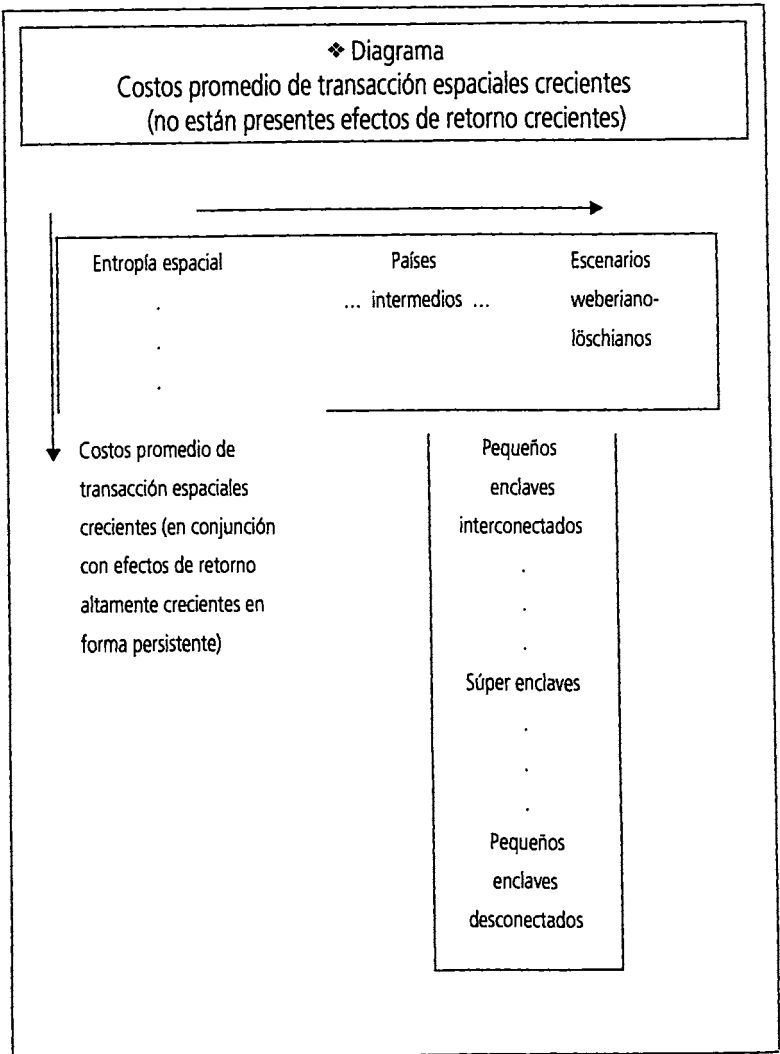 ❖ Diagrama
Costos promedio de transacción espaciales crecientes
(no están presentes efectos de retorno crecientes)
Entropía espacial
.
.
.
Países
... intermedios ...
Escenarios
weberiano-
löschianos
Costos promedio de
transacción espaciales
crecientes (en conjunción
con efectos de retorno
altamente crecientes en
forma persistente)
Pequeños
enclaves
interconectados
.
.
.
Súper enclaves
.
.
.
Pequeños
enclaves
desconectados